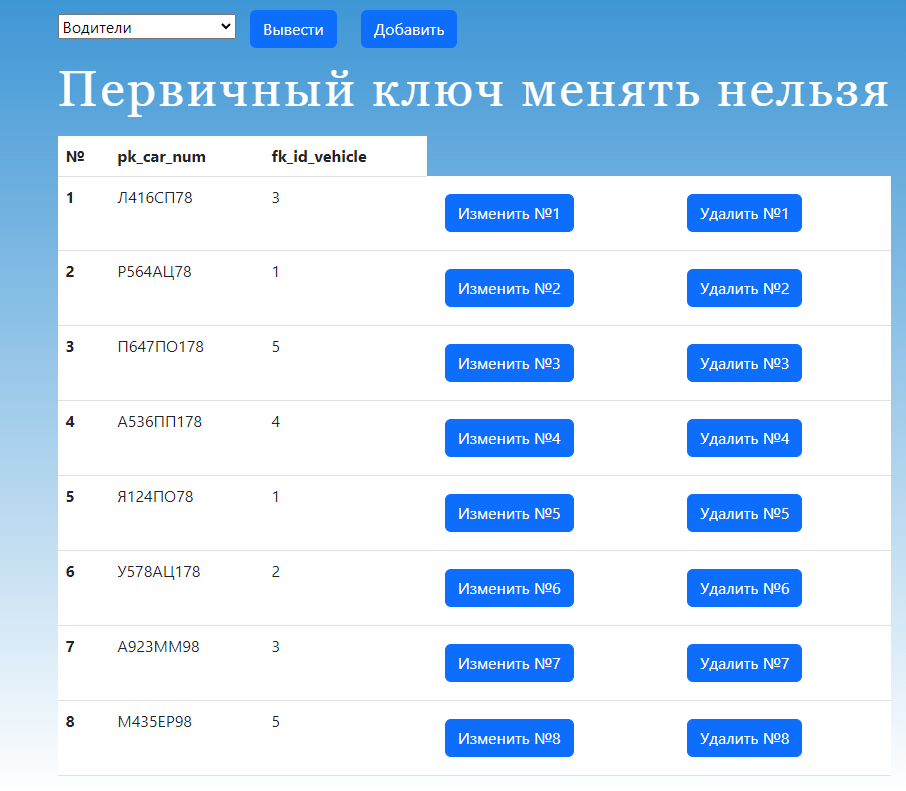 Водители Вывести Добавить
Первичный ключ менять нельзя
№ pk_car_num fk_id_vehicle
1 Л416СП78 3 Изменить №1 Удалить №1
2 Р564АЦ78 1 Изменить №2 Удалить №2
3 П647ПО178 5 Изменить №3 Удалить №3
4 А536ПП178 4 Изменить №4 Удалить №4
5 Я124ПО78 1 Изменить №5 Удалить №5
6 У578АЦ178 2 Изменить №6 Удалить №6
7 А923ММ98 3 Изменить №7 Удалить №7
8 М435ЕР98 5 Изменить №8 Удалить №8